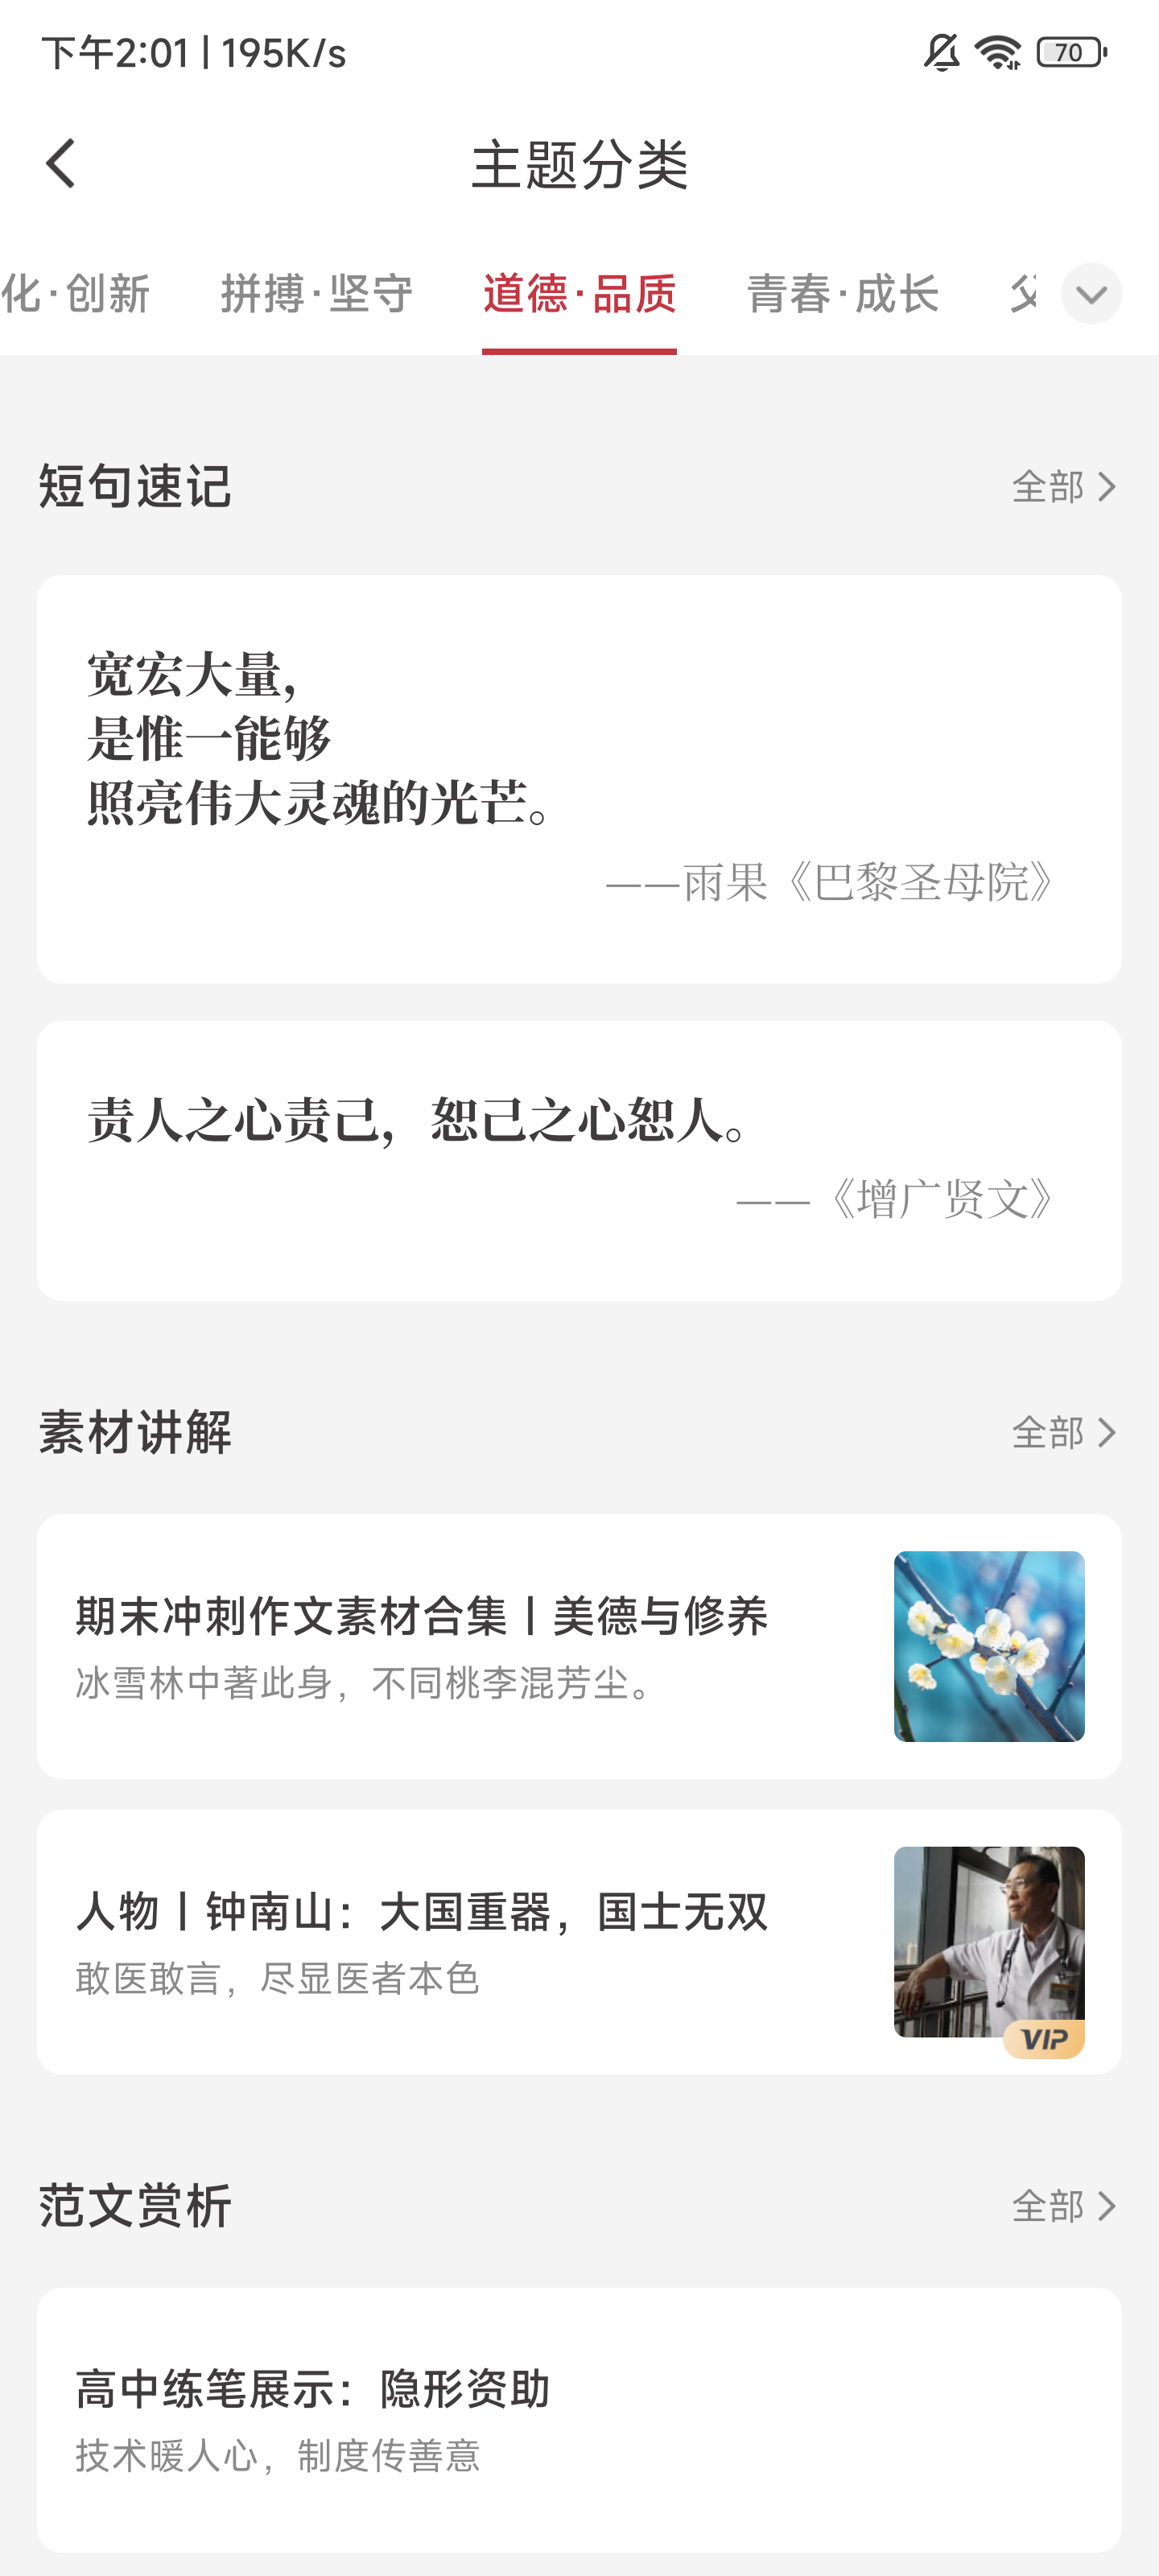 下午2:01 | 195K/s
70
主题分类
化·创新 拼搏·坚守 道德·品质 青春·成长
短句速记 全部
宽宏大量，
是惟一能够
照亮伟大灵魂的光芒。
——雨果《巴黎圣母院》
责人之心责己，恕己之心恕人。
——《增广贤文》
素材讲解 全部
期末冲刺作文素材合集丨美德与修养
冰雪林中著此身，不同桃李混芳尘。
人物丨钟南山：大国重器，国士无双
敢医敢言，尽显医者本色
VIP
范文赏析 全部
高中练笔展示：隐形资助
技术暖人心，制度传善意